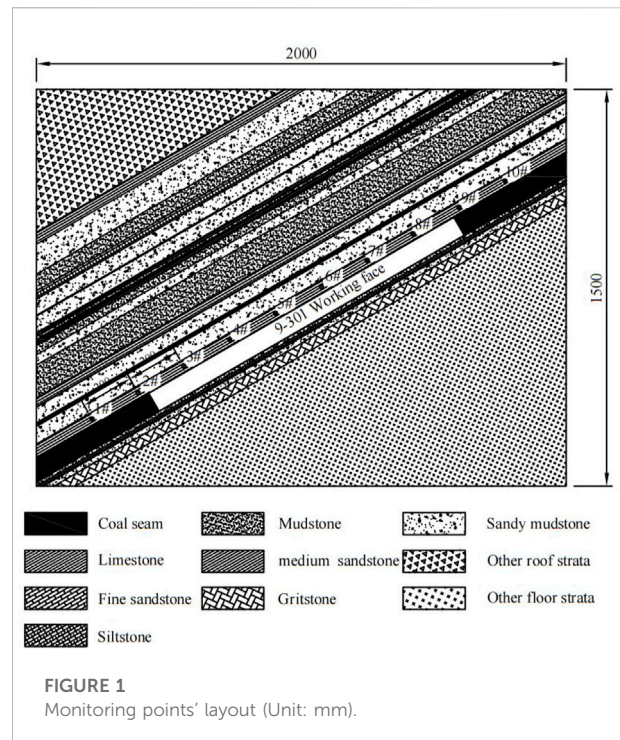 2000
1500
10#
9#
8#
7#
6#
5#
4#
3#
2#
1#
9-301 Working face
200
Coal seam
Mudstone
Sandy mudstone
Limestone
medium sandstone
Other roof strata
Fine sandstone
Gritstone
Other floor strata
Siltstone
FIGURE 1
Monitoring points' layout (Unit: mm).